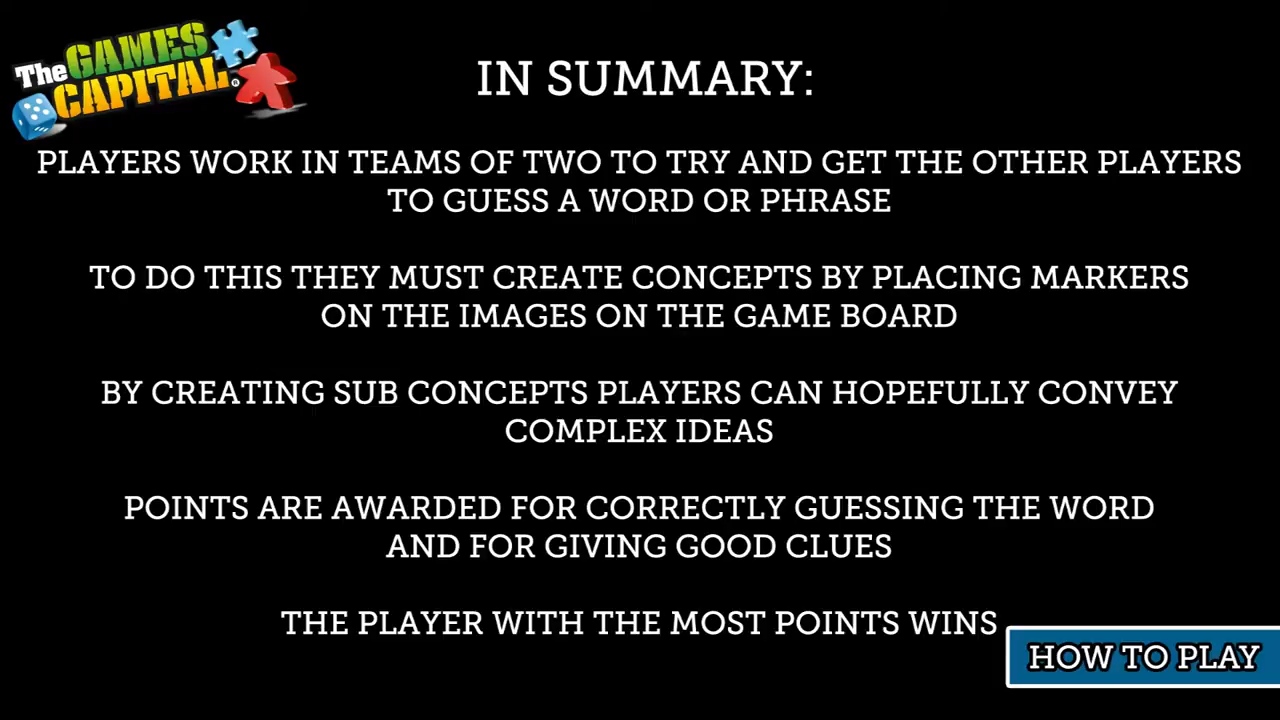 The GAMES
CAPITAL®
IN SUMMARY:
PLAYERS WORK IN TEAMS OF TWO TO TRY AND GET THE OTHER PLAYERS
TO GUESS A WORD OR PHRASE
TO DO THIS THEY MUST CREATE CONCEPTS BY PLACING MARKERS
ON THE IMAGES ON THE GAME BOARD
BY CREATING SUB CONCEPTS PLAYERS CAN HOPEFULLY CONVEY
COMPLEX IDEAS
POINTS ARE AWARDED FOR CORRECTLY GUESSING THE WORD
AND FOR GIVING GOOD CLUES
THE PLAYER WITH THE MOST POINTS WINS
HOW TO PLAY